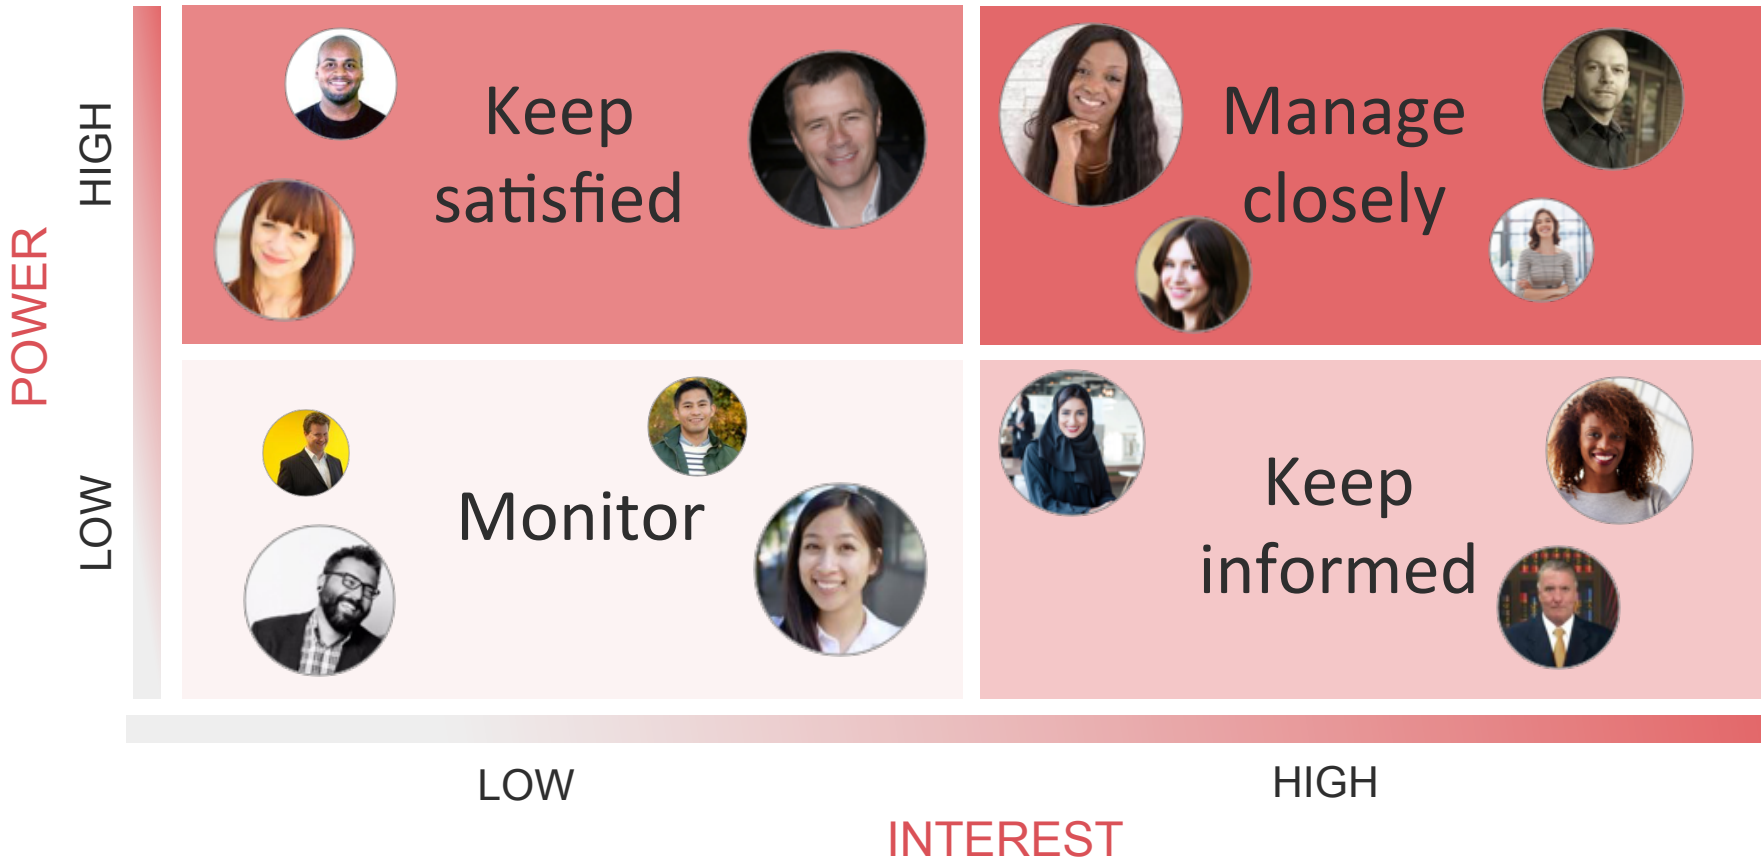 POWER
HIGH
LOW
Keep
satisfied
Manage
closely
Monitor
Keep
informed
LOW
HIGH
INTEREST